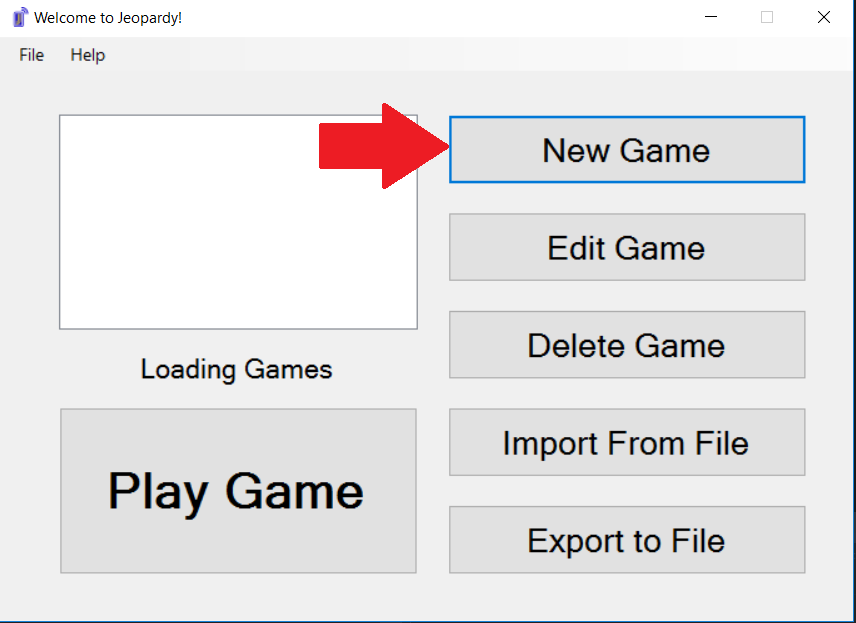 Welcome to Jeopardy!
File Help
New Game
Edit Game
Delete Game
Loading Games
Import From File
Play Game
Export to File